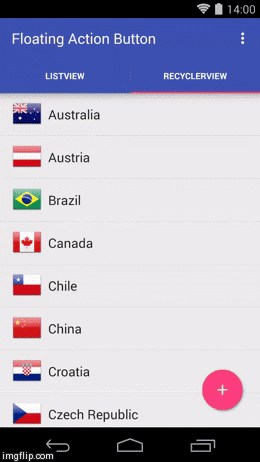 14:00
Floating Action Button
LISTVIEW RECYCLERVIEW
Australia
Austria
Brazil
Canada
Chile
China
Croatia
Czech Republic
imgflip.com